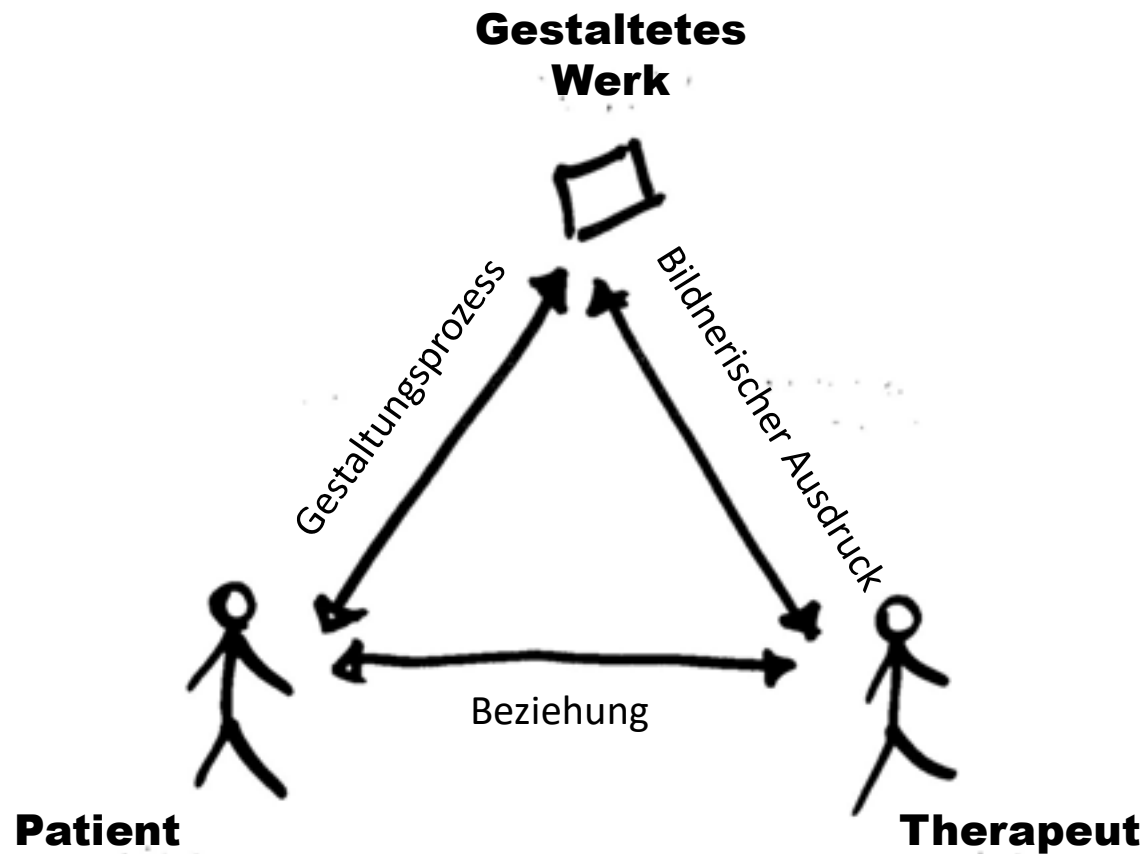 Gestaltetes
Werk
Gestaltungsprozess
Bildnerischer Ausdruck
Beziehung
Patient
Therapeut